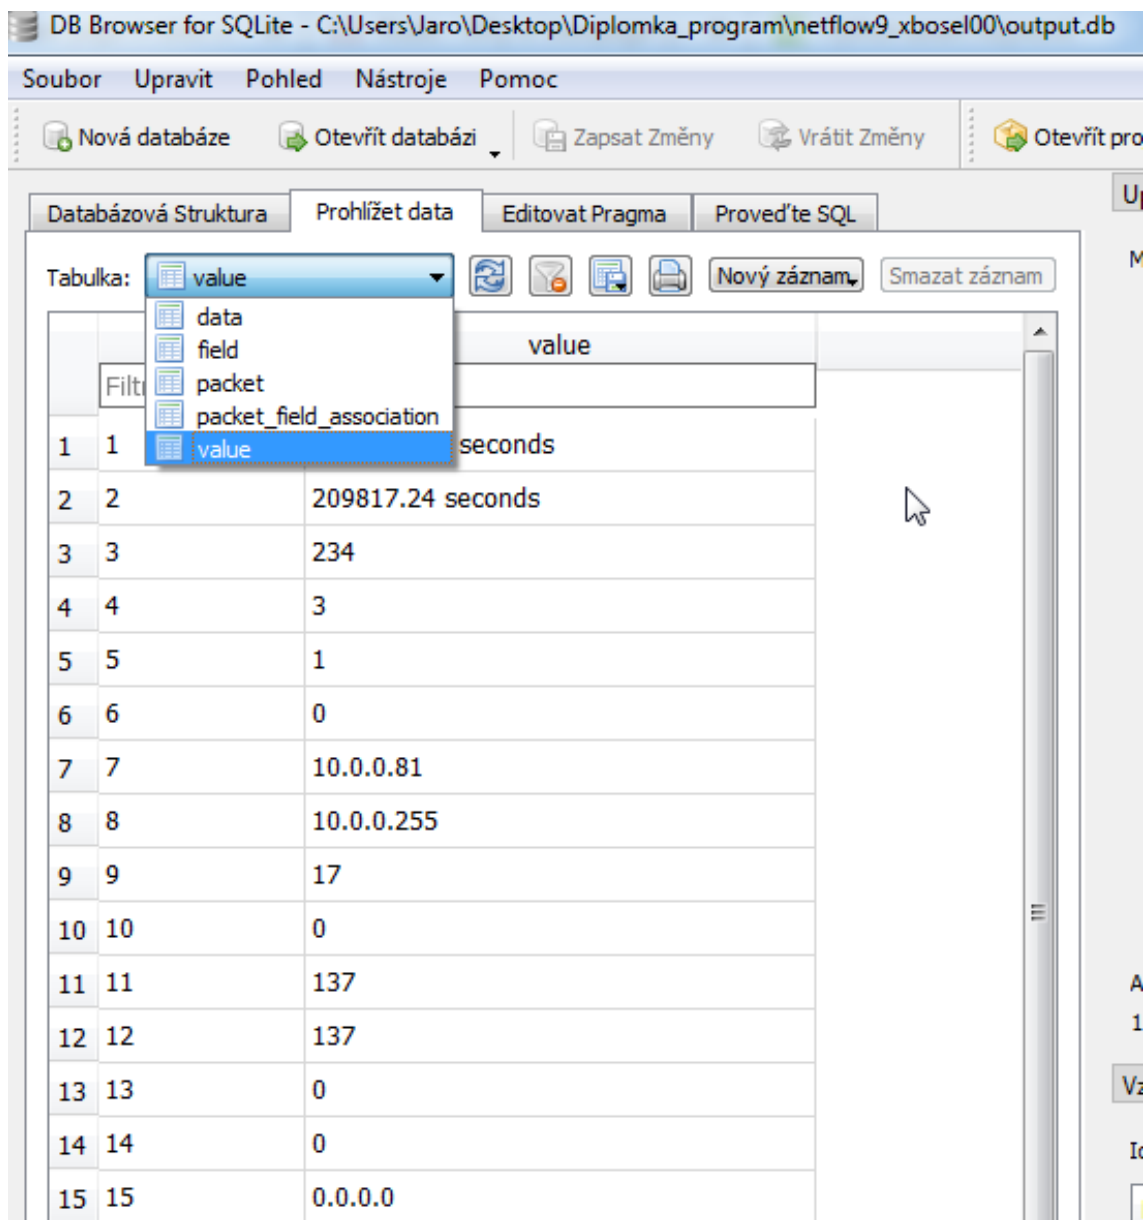 DB Browser for SQLite - C:\Users\Jaro\Desktop\Diplomka_program\netflow9_xbosel00\output.db
Soubor Upravit Pohled Nástroje Pomoc
Nová databáze Otevřít databázi Zapsat Změny Vrátit Změny Otevřít pro
Databázová Struktura Prohlížet data Editovat Pragma Proveďte SQL
Tabulka: value Nový záznam Smazat záznam
data
field
packet
packet_field_association
value
value
1 1 seconds
2 2 209817.24 seconds
3 3 234
4 4 3
5 5 1
6 6 0
7 7 10.0.0.81
8 8 10.0.0.255
9 9 17
10 10 0
11 11 137
12 12 137
13 13 0
14 14 0
15 15 0.0.0.0